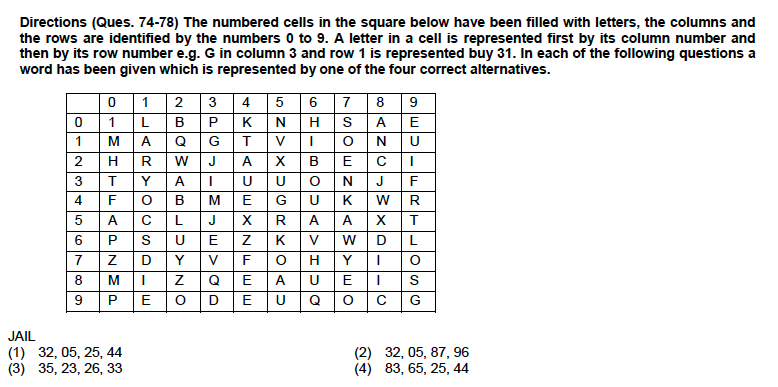 Directions (Ques. 74-78) The numbered cells in the square below have been filled with letters, the columns and
the rows are identified by the numbers 0 to 9. A letter in a cell is represented first by its column number and
then by its row number e.g. G in column 3 and row 1 is represented buy 31. In each of the following questions a
word has been given which is represented by one of the four correct alternatives.
0 1 2 3 4 5 6 7 8 9
0 1 L B P K N H S A E
1 M A Q G T V I O N U
2 H R W J A X B E C I
3 T Y A I U U O N J F
4 F O B M E G U K W R
5 A C L J X R A A X T
6 P S U E Z K V W D L
7 Z D Y V F O H Y I O
8 M I Z Q E A U E I S
9 P E O D E U Q O C G
JAIL
(1) 32, 05, 25, 44 (2) 32, 05, 87, 96
(3) 35, 23, 26, 33 (4) 83, 65, 25, 44